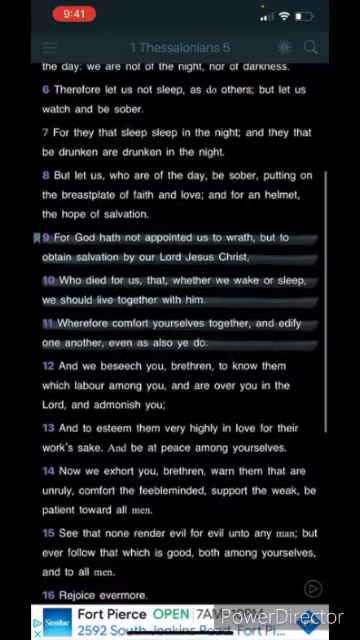 9:41
1 Thessalonians 5
the day: we are not of the night, nor of darkness.
6 Therefore let us not sleep, as do others; but let us
watch and be sober.
7 For they that sleep sleep in the night; and they that
be drunken are drunken in the night.
8 But let us, who are of the day, be sober, putting on
the breastplate of faith and love; and for an helmet,
the hope of salvation.
9 For God hath not appointed us to wrath, but to
obtain salvation by our Lord Jesus Christ,
10 Who died for us, that, whether we wake or sleep,
we should live together with him.
11 Wherefore comfort yourselves together, and edify
one another, even as also ye do.
12 And we beseech you, brethren, to know them
which labour among you, and are over you in the
Lord, and admonish you;
13 And to esteem them very highly in love for their
work's sake. And be at peace among yourselves.
14 Now we exhort you, brethren, warn them that are
unruly, comfort the feebleminded, support the weak, be
patient toward all men.
15 See that none render evil for evil unto any man; but
ever follow that which is good, both among yourselves,
and to all men.
16 Rejoice evermore.
Similac
Fort Pierce OPEN 7AM
2592 South Jenkins Road, Fort Pi...
PowerDirector